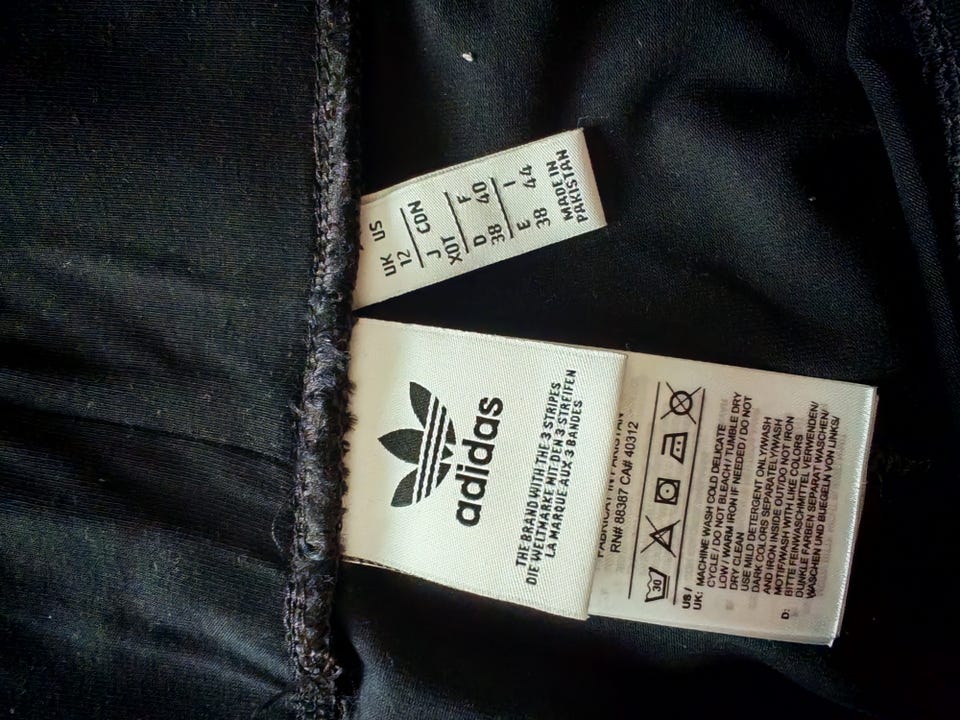 UK US
12
J CON
XOT
D F
38 40
E I
38 44
MADE IN
PAKISTAN
adidas
THE BRAND WITH THE 3 STRIPES
DIE WELTMARKE MIT DEN 3 STREIFEN
LA MARQUE AUX 3 BANDES
RN# 88387 CA# 40312
30
US /
UK: MACHINE WASH COLD DELICATE
CYCLE / DO NOT BLEACH / TUMBLE DRY
LOW / WARM IRON IF NEEDED / DO NOT
DRY CLEAN
USE MILD DETERGENT ONLY/WASH
DARK COLORS SEPARATELY/WASH
AND IRON INSIDE OUT/DO NOT IRON
MOTIF/WASH WITH LIKE COLORS
D: BITTE FEINWASCHMITTEL VERWENDEN/
DUNKLE FARBEN SEPARAT WASCHEN/
WASCHEN UND BUEGELN VON LINKS/